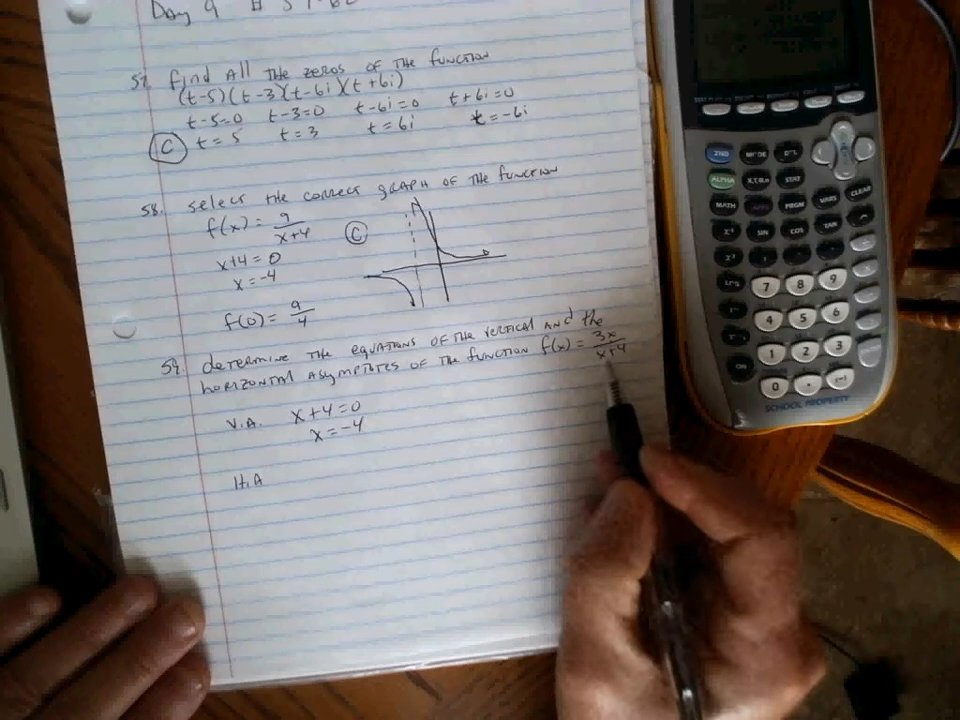 Day 9 # 57-60
57. find All the zeros of the function
(t-5)(t-3)(t-6i)(t+6i)
t-5=0 t-3=0 t-6i=0 t+6i=0
C t=5 t=3 t=6i t=-6i
58. select the correct graph of the function
f(x) = 9/x+4
C
x+4=0
x=-4
f(0) = 9/4
59. determine the equations of the vertical and the
horizontal asymptotes of the function f(x) = 3x/x+4
V.A. x+4=0
x=-4
H.A
2ND MODE DEL
ALPHA X,T,θ,n STAT
MATH APPS PRGM VARS CLEAR
SIN COS TAN
7 8 9
LN 4 5 6
1 2 3
ON 0 . (-)
SCHOOL PROPERTY